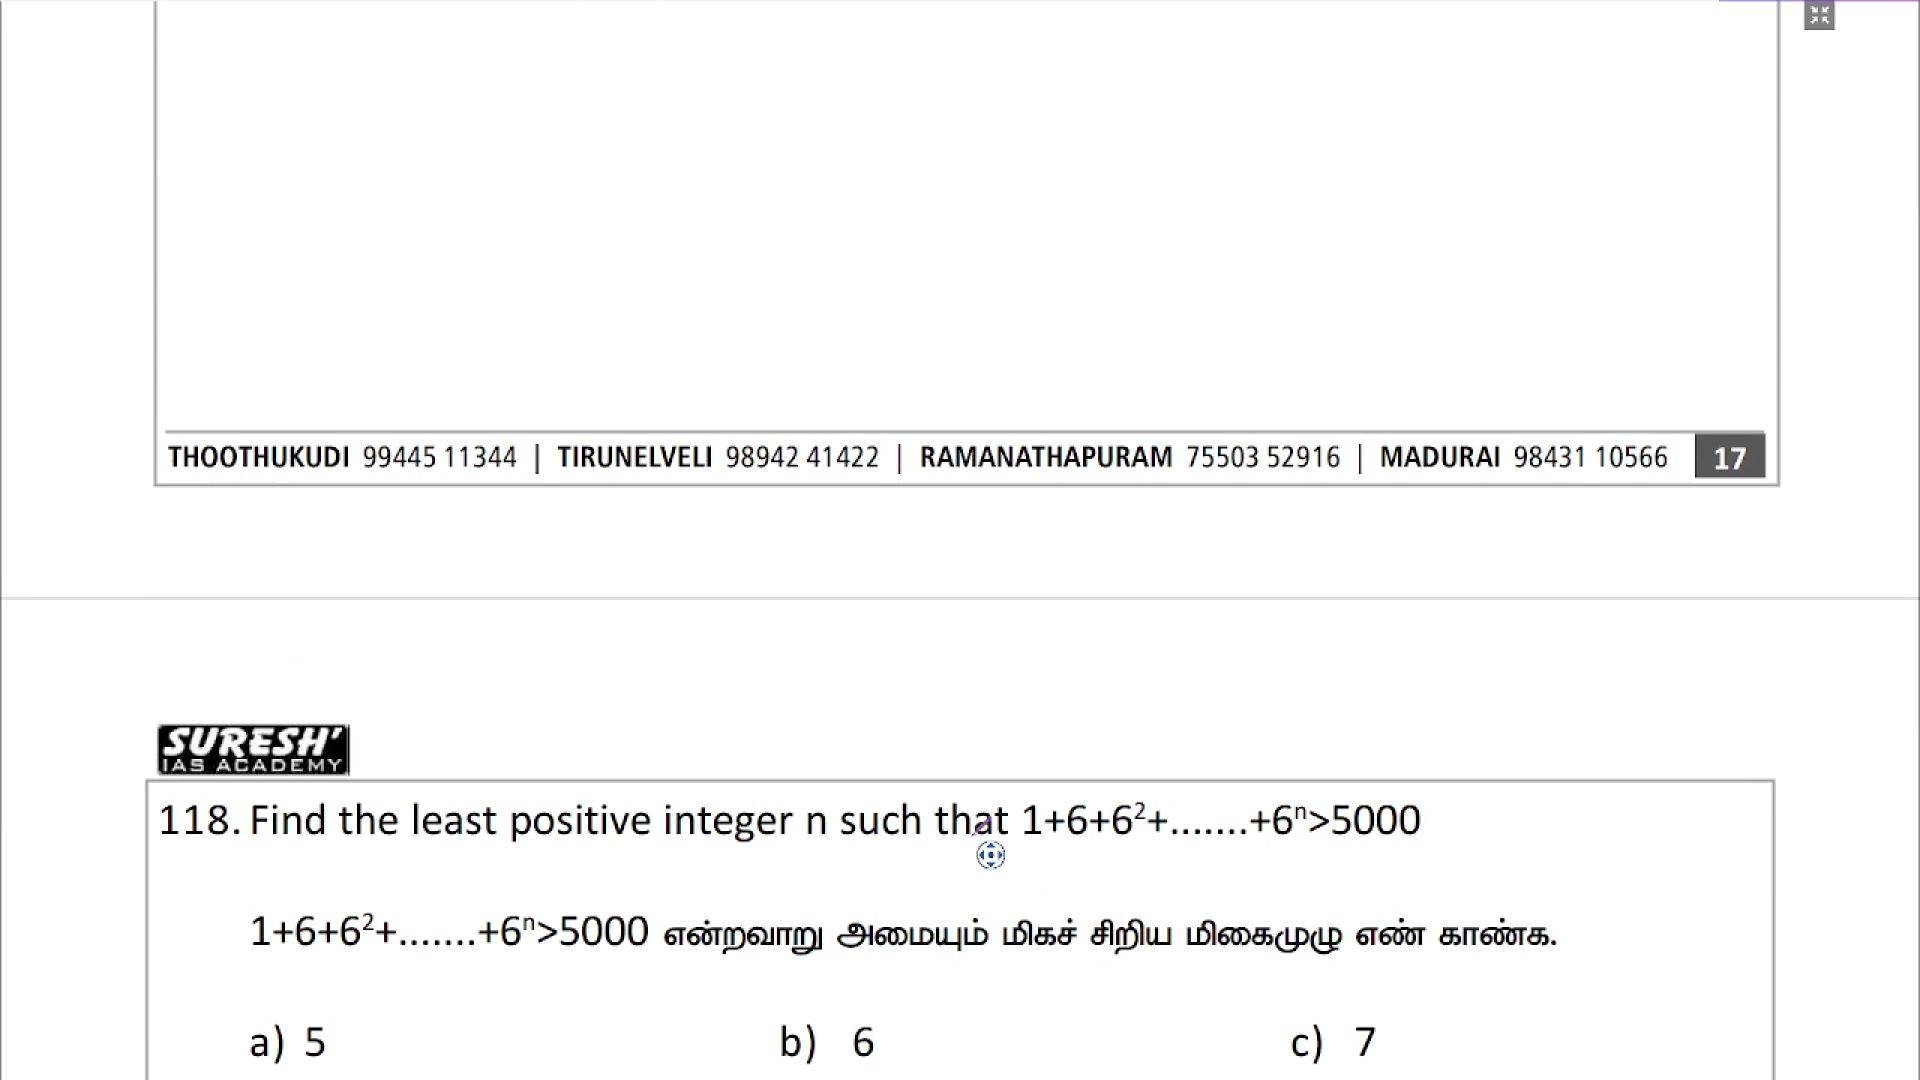 THOOTHUKUDI 99445 11344 | TIRUNELVELI 98942 41422 | RAMANATHAPURAM 75503 52916 | MADURAI 98431 10566 17
SURESH'
IAS ACADEMY
118. Find the least positive integer n such that 1+6+6²+.......+6ⁿ>5000
1+6+6²+.......+6ⁿ>5000 என்றவாறு அமையும் மிகச் சிறிய மிகைமுழு எண் காண்க.
a) 5 b) 6 c) 7